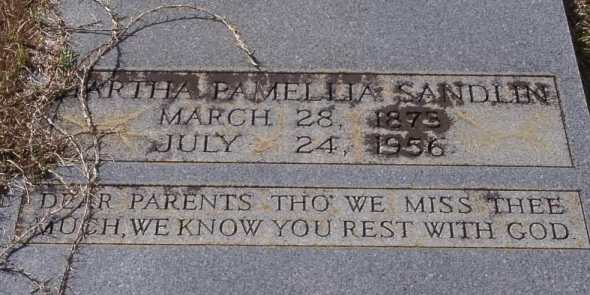 MARTHA PAMELLIA SANDLIN
MARCH 28, 1873
JULY 24, 1956
DEAR PARENTS THO' WE MISS THEE
MUCH, WE KNOW YOU REST WITH GOD.